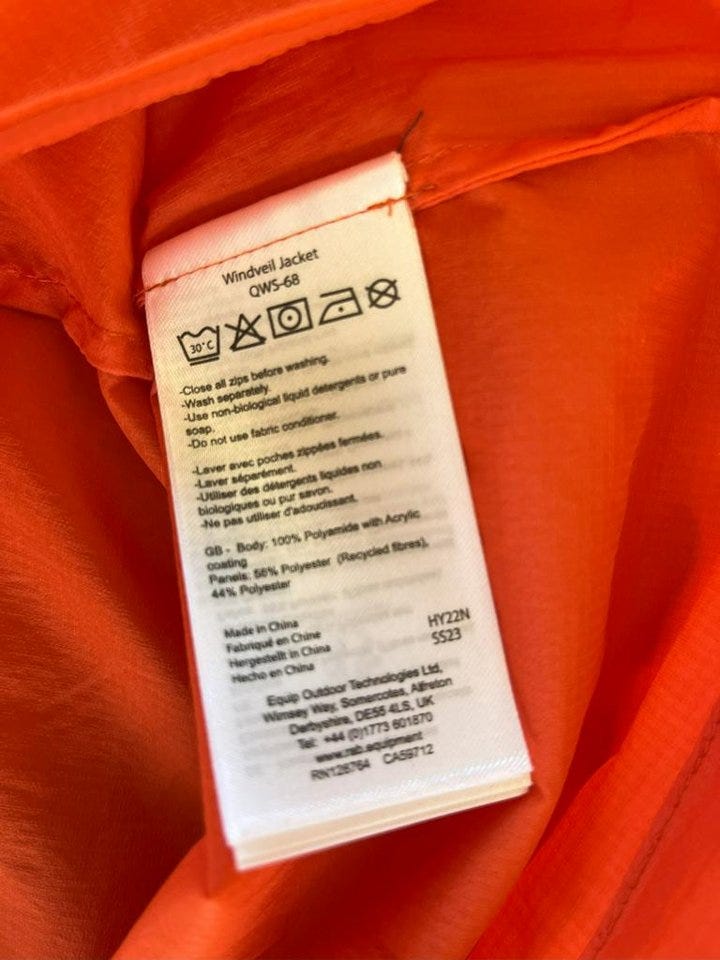 Windveil Jacket
QWS-68
30°C
-Close all zips before washing.
-Wash separately.
-Use non-biological liquid detergents or pure
soap.
-Do not use fabric conditioner.
-Laver avec poches zippées fermées.
-Laver séparément.
-Utiliser des détergents liquides non
biologiques ou pur savon.
-Ne pas utiliser d'adoucissant.
GB - Body: 100% Polyamide with Acrylic
coating
Panels: 56% Polyester (Recycled fibres),
44% Polyester
Made in China
Fabriqué en Chine
Hergestellt in China
Hecho en China
HY22N
SS23
Equip Outdoor Technologies Ltd,
Wimsey Way, Somercotes, Alfreton
Derbyshire, DE55 4LS, UK
Tel: +44 (0)1773 601870
www.rab.equipment
RN128764 CA59712